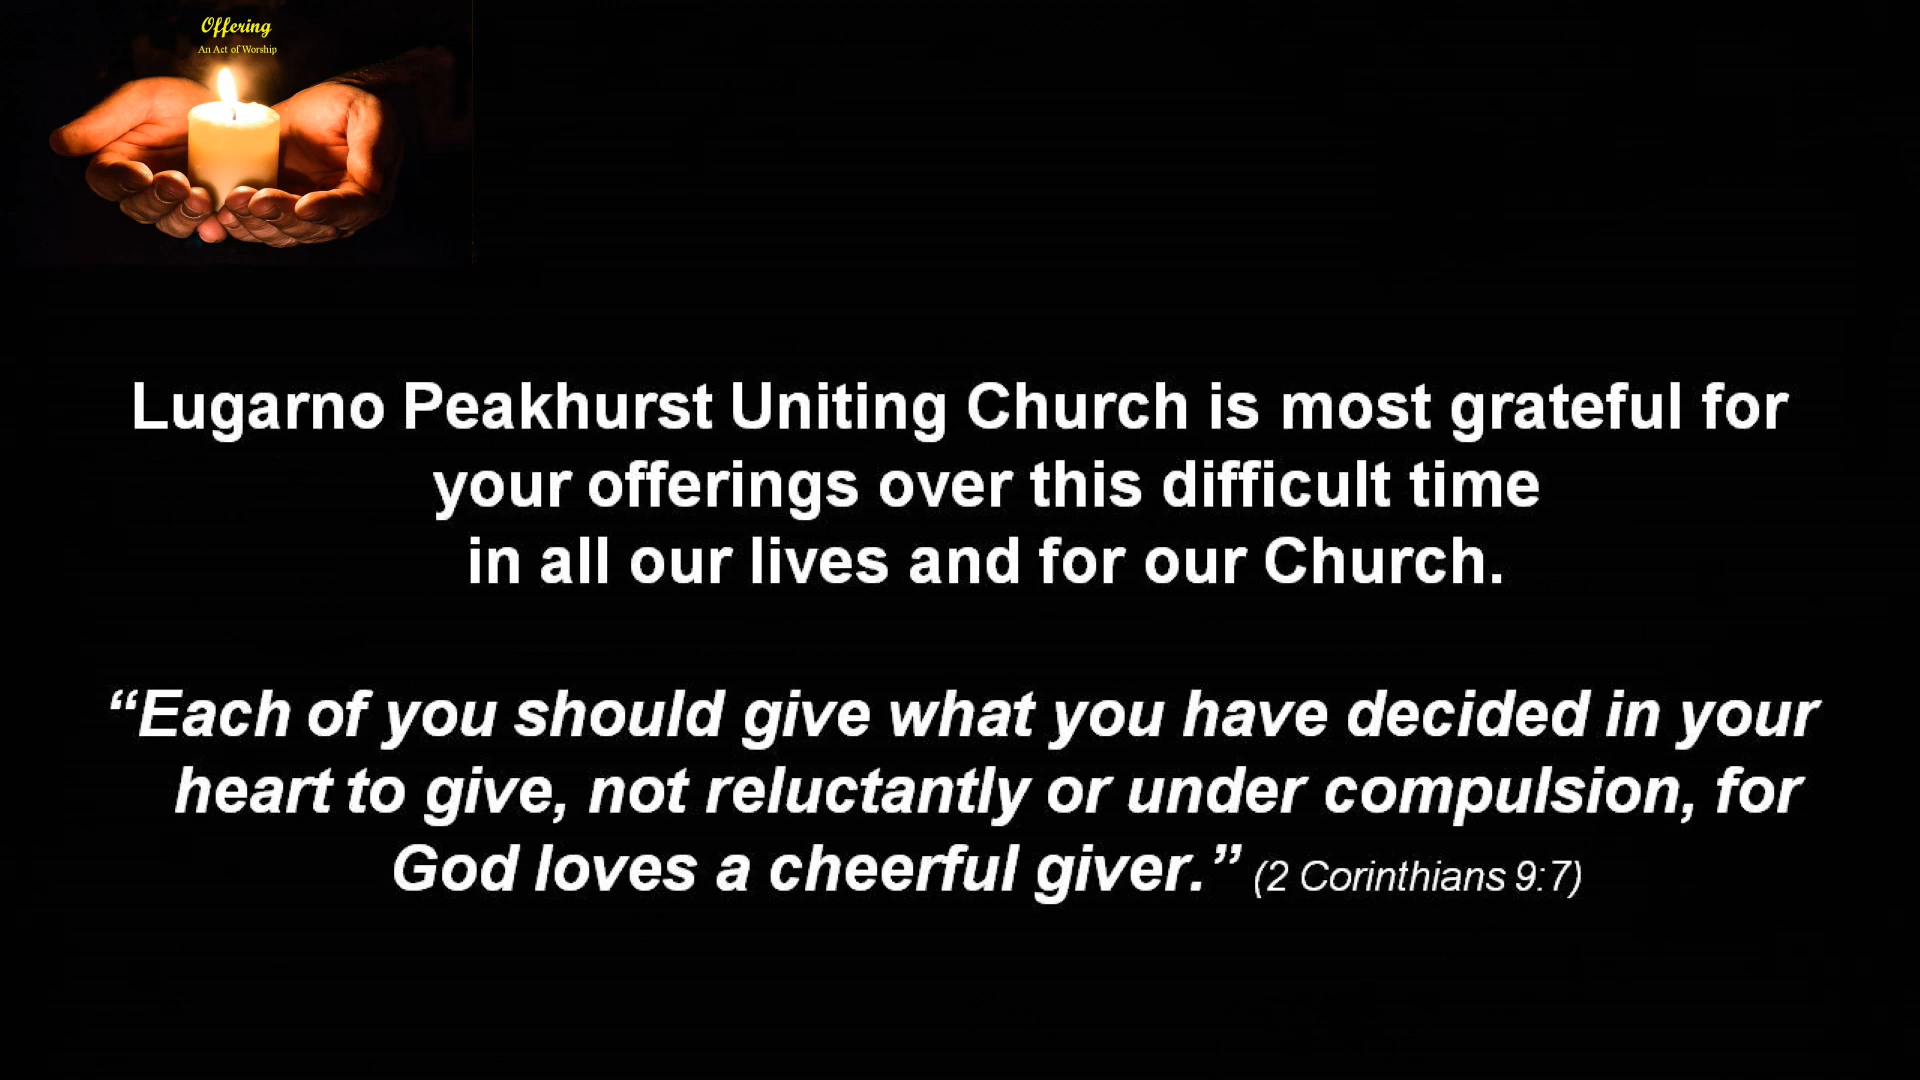 Offering
An Act of Worship
Lugarno Peakhurst Uniting Church is most grateful for
your offerings over this difficult time
in all our lives and for our Church.
“Each of you should give what you have decided in your
heart to give, not reluctantly or under compulsion, for
God loves a cheerful giver.” (2 Corinthians 9:7)